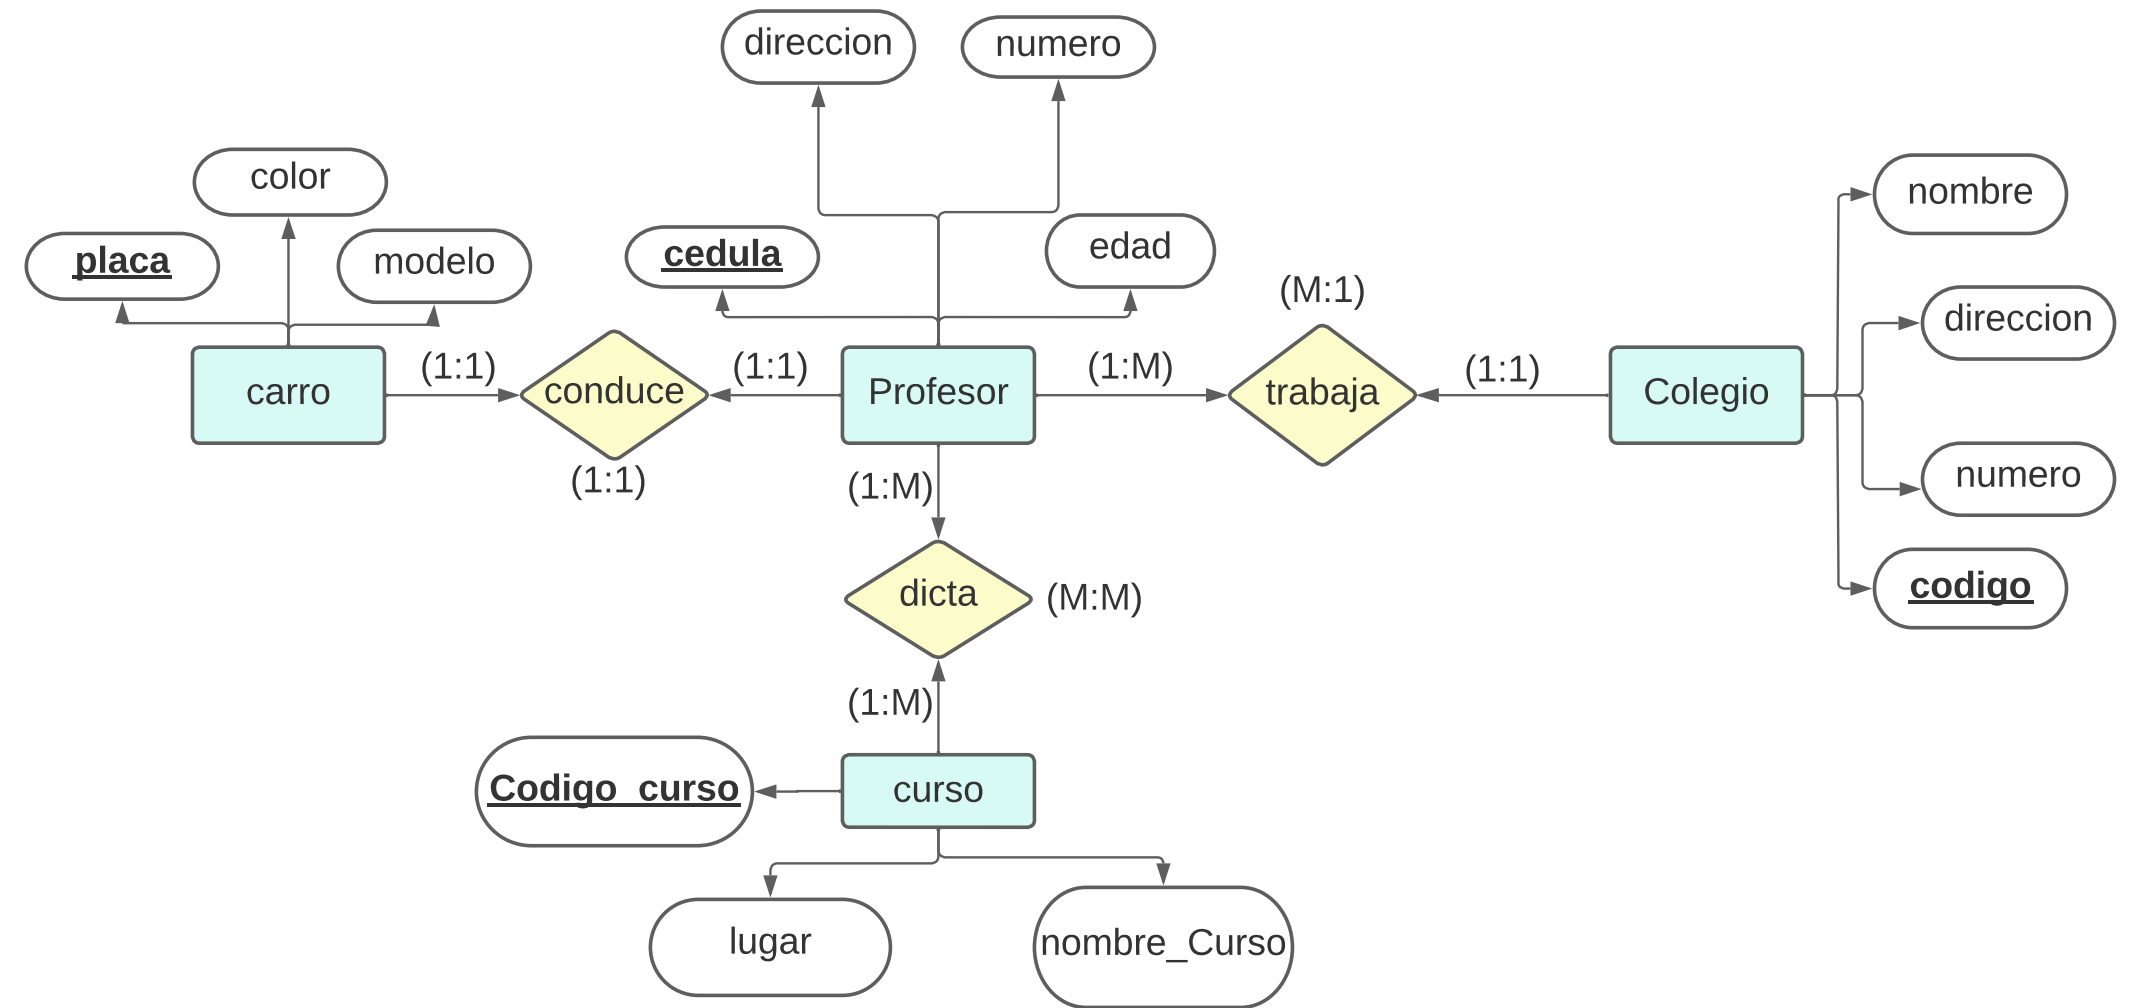 direccion
numero
color
nombre
placa
modelo
cedula
edad
(M:1)
direccion
carro
(1:1)
conduce
(1:1)
Profesor
(1:M)
trabaja
(1:1)
Colegio
(1:1)
(1:M)
numero
dicta
(M:M)
codigo
(1:M)
Codigo_curso
curso
lugar
nombre_Curso